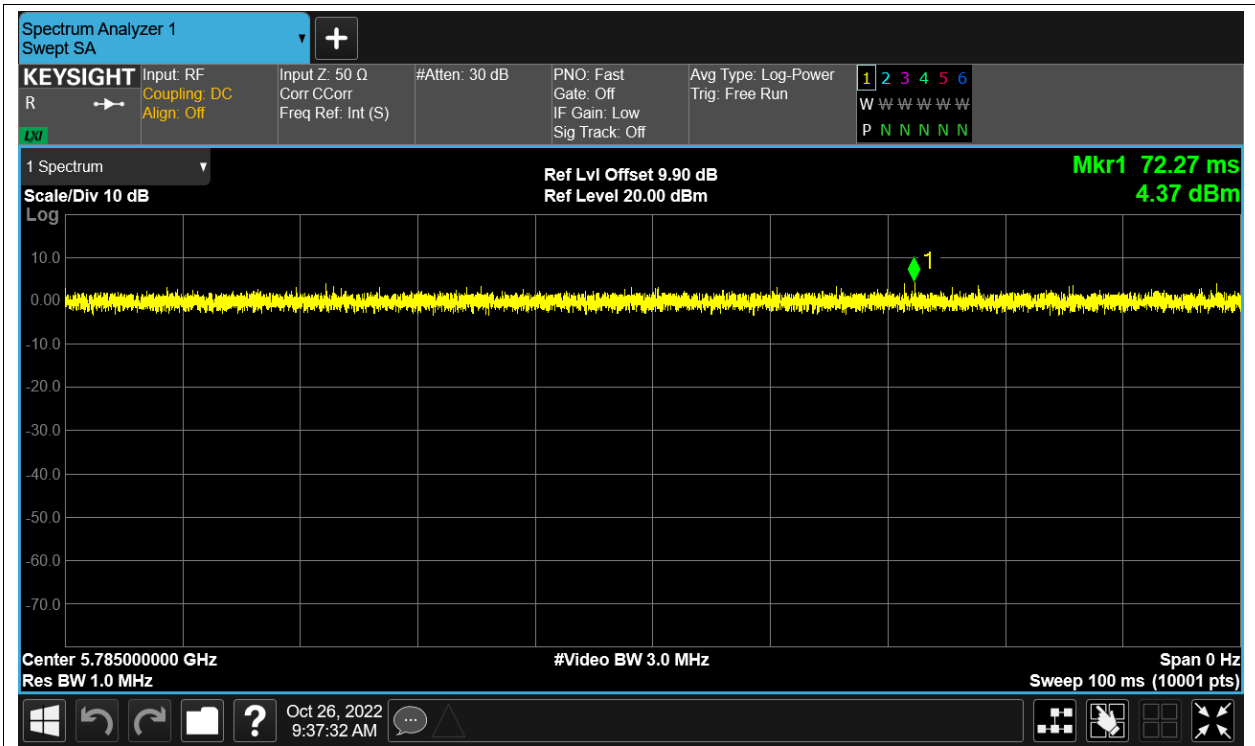 Spectrum Analyzer 1
Swept SA
KEYSIGHT
R
LXI
Input: RF
Coupling: DC
Align: Off
Input Z: 50 Ω
Corr CCorr
Freq Ref: Int (S)
#Atten: 30 dB
PNO: Fast
Gate: Off
IF Gain: Low
Sig Track: Off
Avg Type: Log-Power
Trig: Free Run
1 2 3 4 5 6
W W W W W W
P N N N N N
1 Spectrum
Scale/Div 10 dB
Log
Ref Lvl Offset 9.90 dB
Ref Level 20.00 dBm
Mkr1 72.27 ms
4.37 dBm
1
10.0
0.00
-10.0
-20.0
-30.0
-40.0
-50.0
-60.0
-70.0
Center 5.785000000 GHz
Res BW 1.0 MHz
#Video BW 3.0 MHz
Span 0 Hz
Sweep 100 ms (10001 pts)
?
Oct 26, 2022
9:37:32 AM